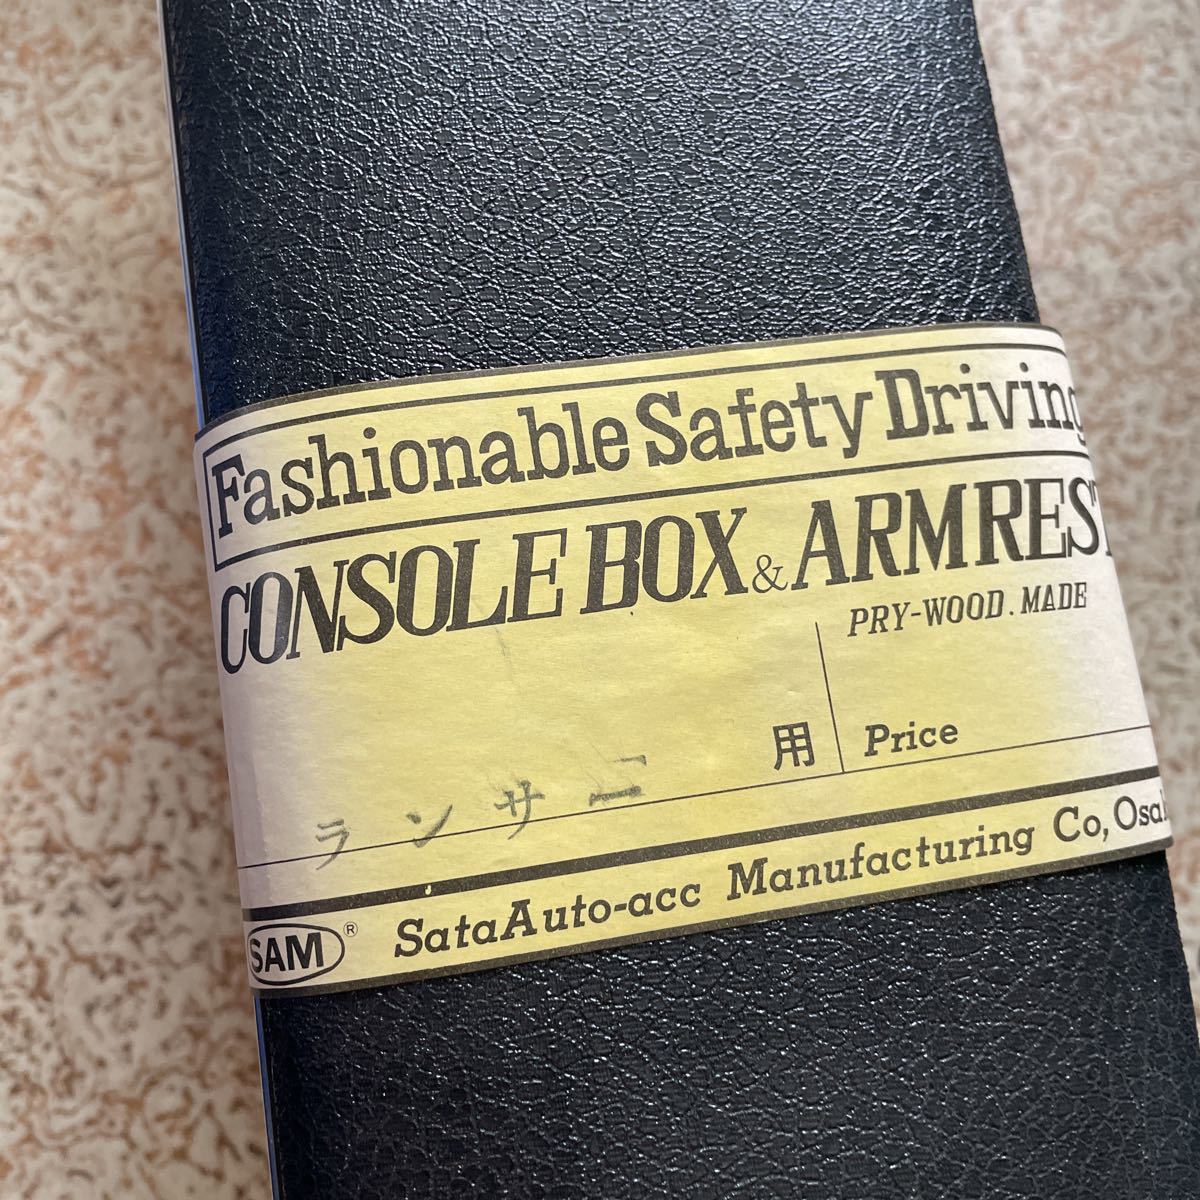 Fashionable Safety Driving
CONSOLE BOX & ARMREST
PRY-WOOD. MADE
ランサー 用
Price
SAM ® SataAuto-acc Manufacturing Co, Osak